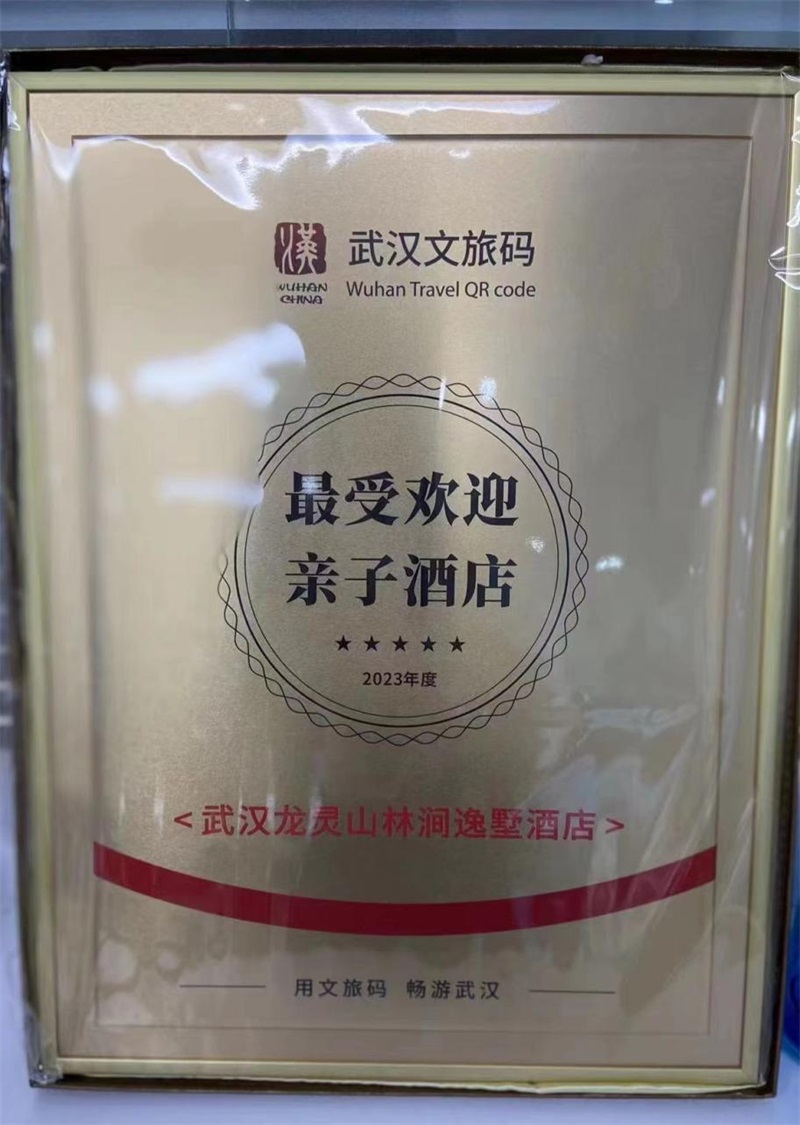 漢 武汉文旅码
WUHAN CHINA Wuhan Travel QR code
最受欢迎
亲子酒店
★★★★★
2023年度
<武汉龙灵山林涧逸墅酒店>
用文旅码 畅游武汉